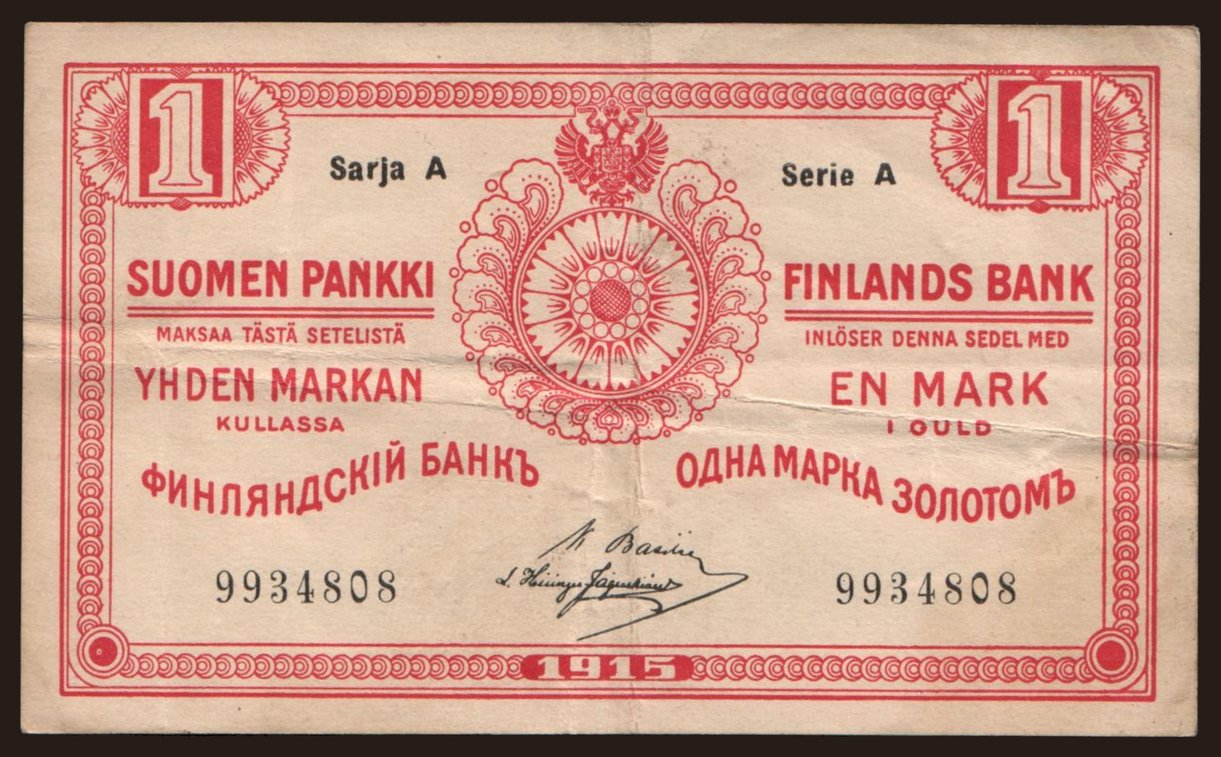 1 1
Sarja A
Serie A
SUOMEN PANKKI
MAKSAA TÄSTÄ SETELISTÄ
YHDEN MARKAN
KULLASSA
FINLANDS BANK
INLÖSER DENNA SEDEL MED
EN MARK
I GULD
ФИНЛЯНДСКІЙ БАНКЪ
ОДНА МАРКА ЗОЛОТОМЪ
Basilier
9934808
9934808
1915